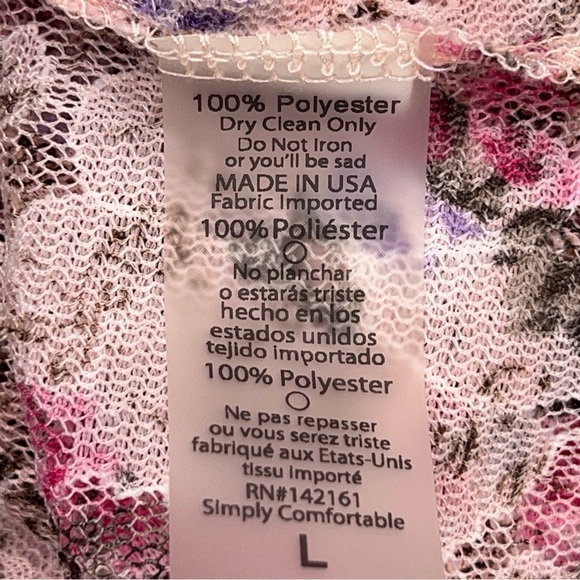 100% Polyester
Dry Clean Only
Do Not Iron
or you'll be sad
MADE IN USA
Fabric Imported
100% Poliéster
No planchar
o estarás triste
hecho en los
estados unidos
tejido importado
100% Polyester
Ne pas repasser
ou vous serez triste
fabriqué aux Etats-Unis
tissu importé
RN#142161
Simply Comfortable
L